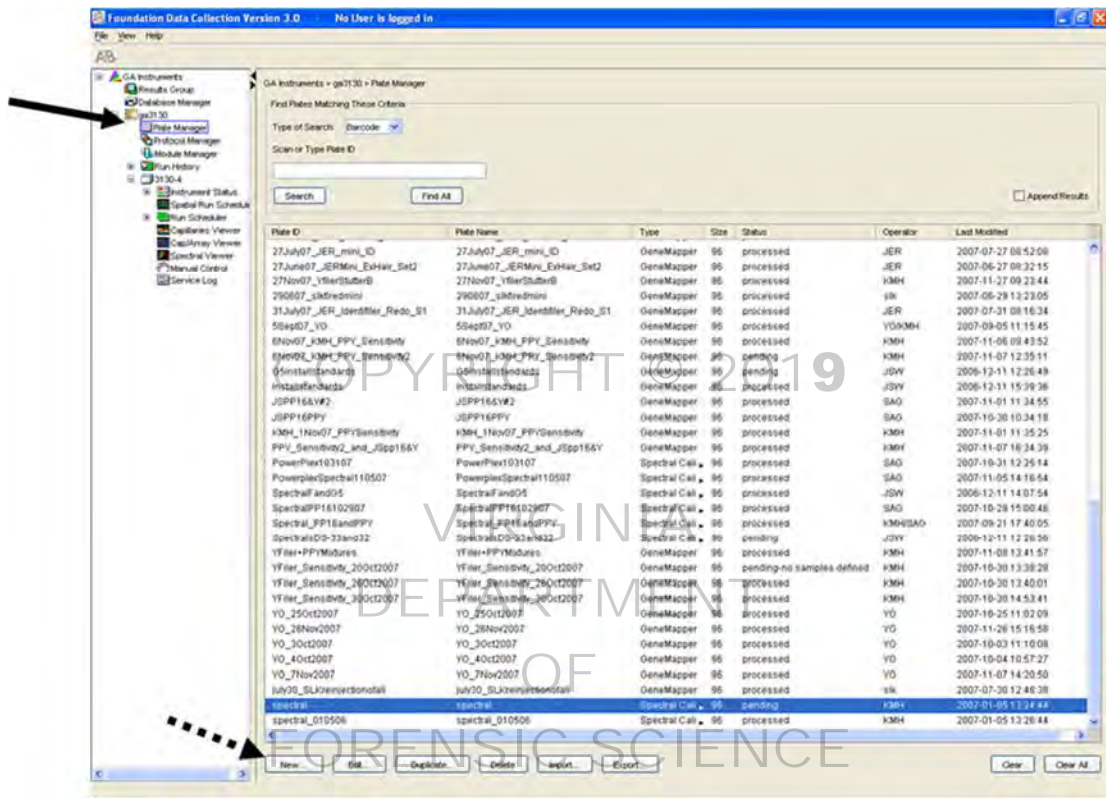 Foundation Data Collection Version 3.0 - No User is logged in
File View Help
AB
GA Instruments
Results Group
Database Manager
ga3130
Plate Manager
Protocol Manager
Module Manager
Run History
3130-4
Instrument Status
Spatial Run Schedule
Run Scheduler
Capillaries Viewer
Cap/Array Viewer
Spectral Viewer
Manual Control
Service Log
GA Instruments > ga3130 > Plate Manager
Find Plates Matching These Criteria
Type of Search: Barcode
Scan or Type Plate ID
Search Find All Append Results
Plate ID Plate Name Type Size Status Operator Last Modified
27July07_JER_mini_ID 27July07_JER_mini_ID GeneMapper 96 processed JER 2007-07-27 08:52:08
27June07_JERMini_ExHair_Set2 27June07_JERMini_ExHair_Set2 GeneMapper 96 processed JER 2007-06-27 08:32:15
27Nov07_YfilerStutterB 27Nov07_YfilerStutterB GeneMapper 96 processed KMH 2007-11-27 09:23:44
290607_slkfiredmini 290607_slkfiredmini GeneMapper 96 processed slk 2007-06-29 13:23:05
31July07_JER_Identifiler_Redo_S1 31July07_JER_Identifiler_Redo_S1 GeneMapper 96 processed JER 2007-07-31 08:16:34
5Sept07_YO 5Sept07_YO GeneMapper 96 processed YO/KMH 2007-09-05 11:15:45
6Nov07_KMH_PPY_Sensitivity 6Nov07_KMH_PPY_Sensitivity GeneMapper 96 processed KMH 2007-11-06 09:43:52
6Nov07_KMH_PPY_Sensitivity2 6Nov07_KMH_PPY_Sensitivity2 GeneMapper 96 pending KMH 2007-11-07 12:35:11
G5installstandards G5installstandards GeneMapper 96 pending JSW 2006-12-11 12:26:49
installstandards installstandards GeneMapper 96 processed JSW 2006-12-11 15:39:36
JSPP16&Y#2 JSPP16&Y#2 GeneMapper 96 processed SAG 2007-11-01 11:34:55
JSPP16PPY JSPP16PPY GeneMapper 96 processed SAG 2007-10-30 10:34:18
KMH_1Nov07_PPYSensitivity KMH_1Nov07_PPYSensitivity GeneMapper 96 processed KMH 2007-11-01 11:35:25
PPY_Sensitivity2_and_JSpp16&Y PPY_Sensitivity2_and_JSpp16&Y GeneMapper 96 processed KMH 2007-11-07 16:34:39
PowerPlex103107 PowerPlex103107 Spectral Cali 96 processed SAG 2007-10-31 12:25:14
PowerplexSpectral110507 PowerplexSpectral110507 Spectral Cali 96 processed SAG 2007-11-05 14:16:54
SpectralFandG5 SpectralFandG5 Spectral Cali 96 processed JSW 2006-12-11 14:07:54
SpectralPP16102907 SpectralPP16102907 Spectral Cali 96 processed SAG 2007-10-29 15:00:46
Spectral_PP16andPPY Spectral_PP16andPPY Spectral Cali 96 processed KMH/SAG 2007-09-21 17:40:05
SpectralsDS-33and32 SpectralsDS-33and32 Spectral Cali 96 pending JSW 2006-12-11 12:26:56
YFiler+PPYMixtures YFiler+PPYMixtures GeneMapper 96 processed KMH 2007-11-08 13:41:57
YFiler_Sensitivity_20Oct2007 YFiler_Sensitivity_20Oct2007 GeneMapper 96 pending-no samples defined KMH 2007-10-30 13:38:28
YFiler_Sensitivity_26Oct2007 YFiler_Sensitivity_26Oct2007 GeneMapper 96 processed KMH 2007-10-30 13:40:01
YFiler_Sensitivity_30Oct2007 YFiler_Sensitivity_30Oct2007 GeneMapper 96 processed KMH 2007-10-30 14:53:41
YO_25Oct2007 YO_25Oct2007 GeneMapper 96 processed YO 2007-10-25 11:02:09
YO_26Nov2007 YO_26Nov2007 GeneMapper 96 processed YO 2007-11-26 15:16:58
YO_3Oct2007 YO_3Oct2007 GeneMapper 96 processed YO 2007-10-03 11:10:08
YO_4Oct2007 YO_4Oct2007 GeneMapper 96 processed YO 2007-10-04 10:57:27
YO_7Nov2007 YO_7Nov2007 GeneMapper 96 processed YO 2007-11-07 14:20:50
july30_SLKreinjectionofall july30_SLKreinjectionofall GeneMapper 96 processed slk 2007-07-30 12:46:38
spectral spectral Spectral Cali 96 pending KMH 2007-01-05 13:24:44
spectral_010506 spectral_010506 Spectral Cali 96 processed KMH 2007-01-05 13:26:44
New... Edit... Duplicate... Delete Import... Export... Clear Clear All
COPYRIGHT © 2019
VIRGINIA
DEPARTMENT
OF
FORENSIC SCIENCE